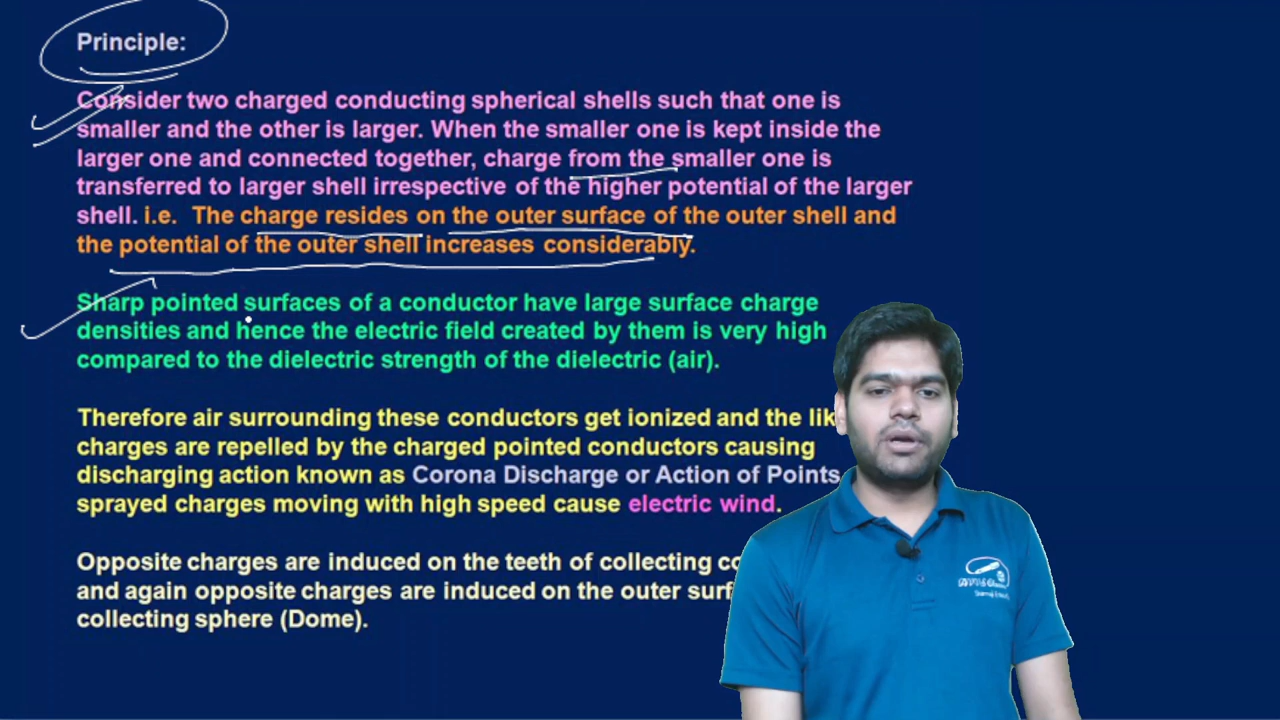 Principle:
Consider two charged conducting spherical shells such that one is
smaller and the other is larger. When the smaller one is kept inside the
larger one and connected together, charge from the smaller one is
transferred to larger shell irrespective of the higher potential of the larger
shell. i.e. The charge resides on the outer surface of the outer shell and
the potential of the outer shell increases considerably.
Sharp pointed surfaces of a conductor have large surface charge
densities and hence the electric field created by them is very high
compared to the dielectric strength of the dielectric (air).
Therefore air surrounding these conductors get ionized and the
charges are repelled by the charged pointed conductors causing
discharging action known as Corona Discharge or Action of Points
sprayed charges moving with high speed cause electric wind.
Opposite charges are induced on the teeth of collecting
and again opposite charges are induced on the outer
collecting sphere (Dome).